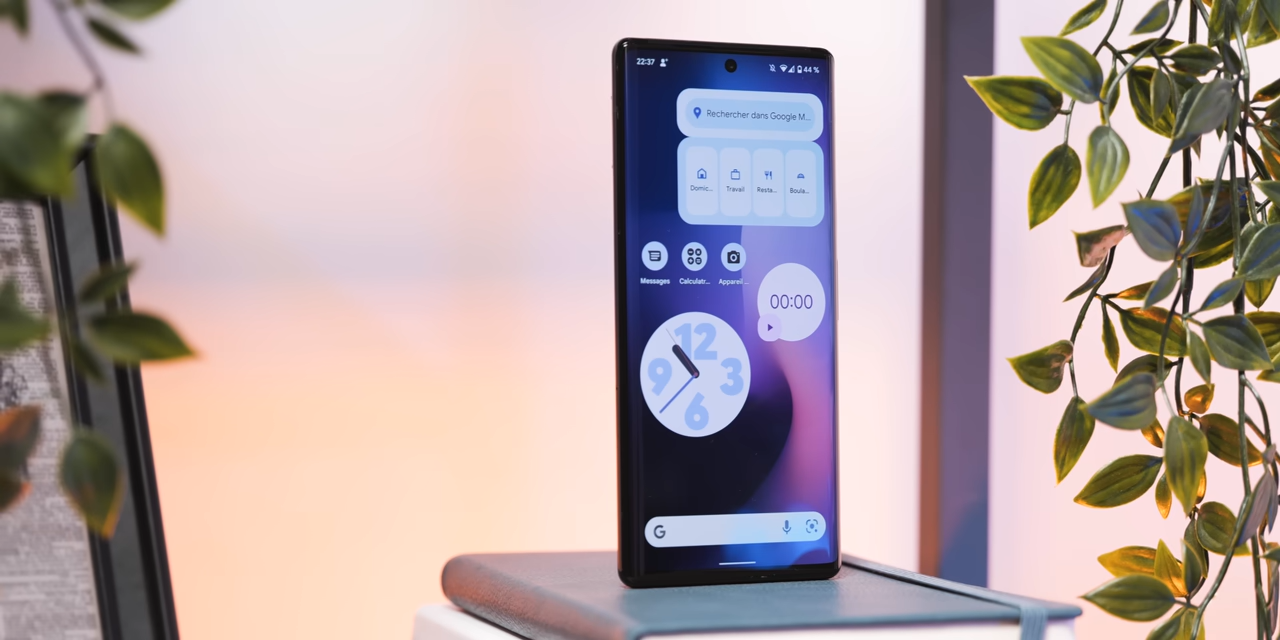 22:37 44 %
Rechercher dans Google M...
Domic... Travail Resta... Boula...
Messages Calculatr... Appareil ...
00:00
12
9 3
6
G